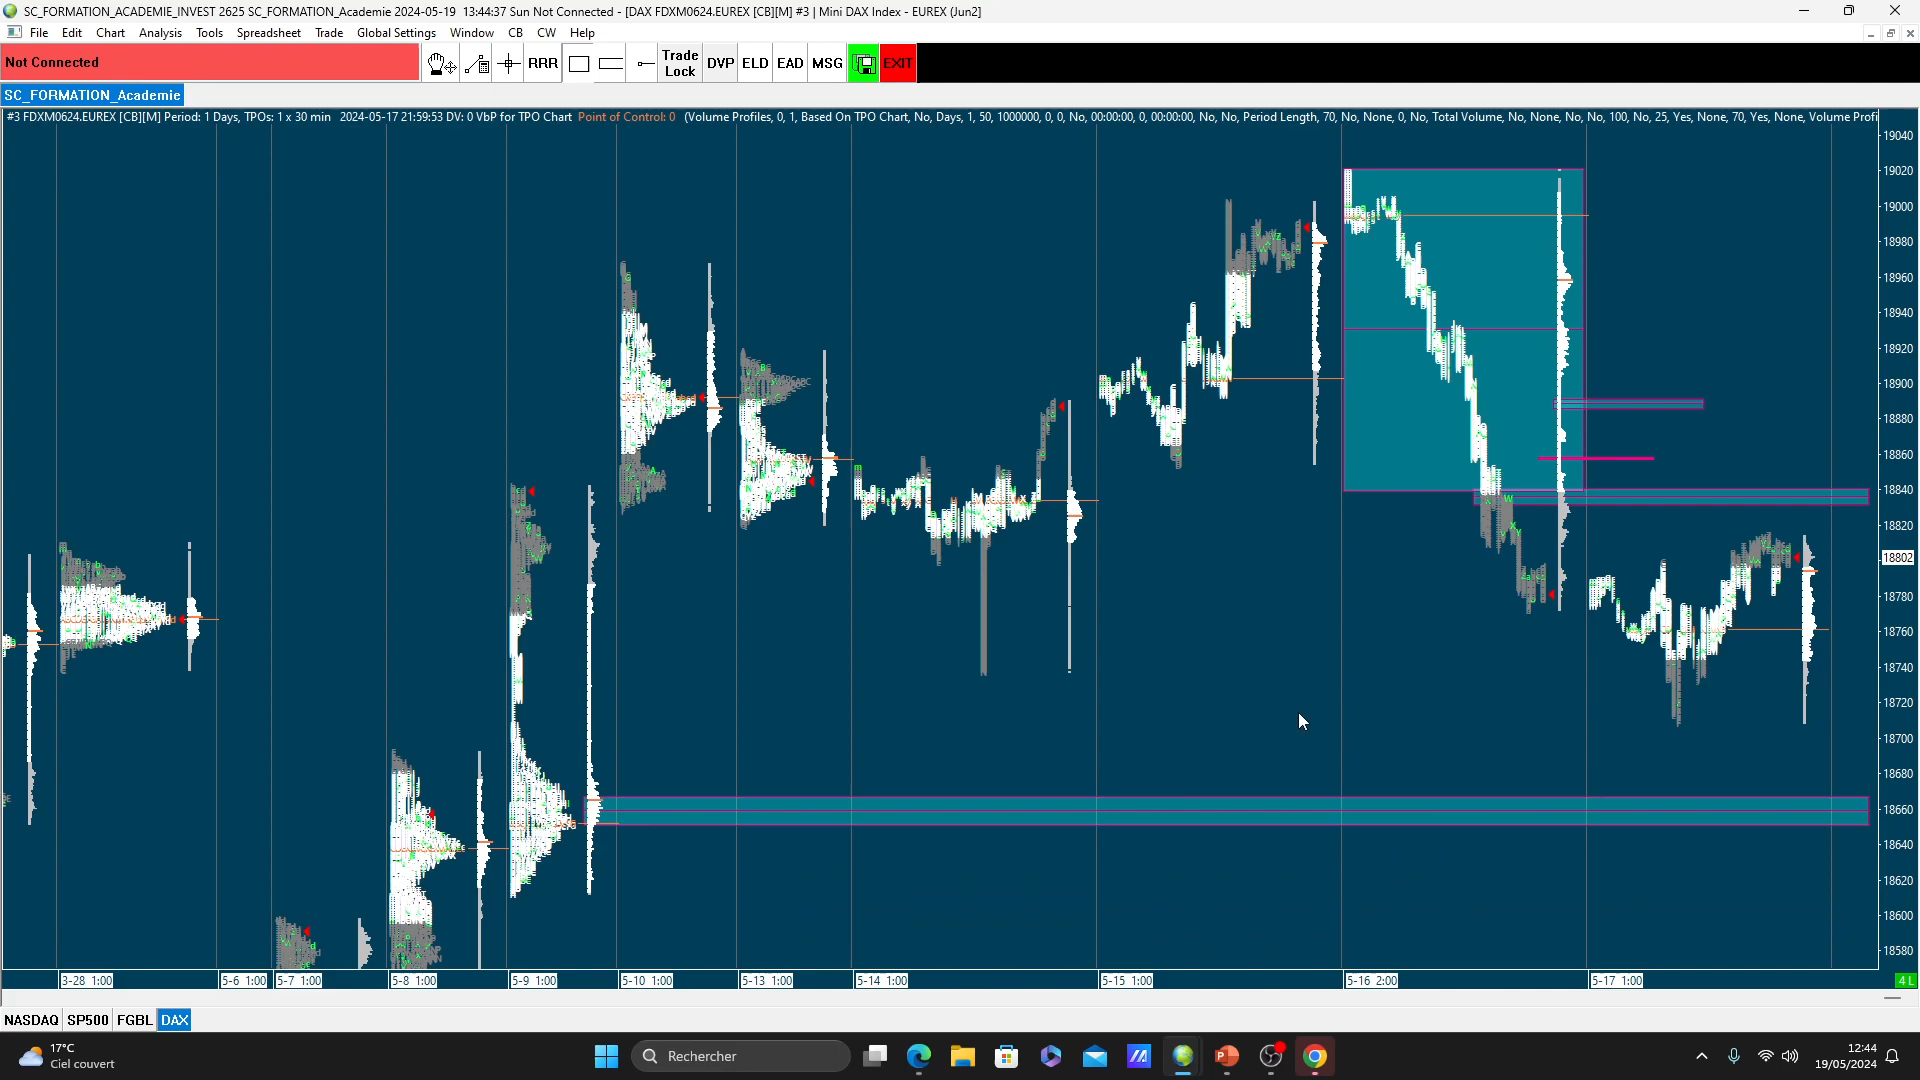 SC_FORMATION_ACADEMIE_INVEST 2625 SC_FORMATION_Academie 2024-05-19 13:44:37 Sun Not Connected - [DAX FDXM0624.EUREX [CB][M] #3 | Mini DAX Index - EUREX (Jun2]
File Edit Chart Analysis Tools Spreadsheet Trade Global Settings Window CB CW Help
Not Connected
RRR
Trade Lock
DVP ELD EAD MSG
EXIT
SC_FORMATION_Academie
#3 FDXM0624.EUREX [CB][M] Period: 1 Days, TPOs: 1 x 30 min 2024-05-17 21:59:53 DV: 0 VbP for TPO Chart Point of Control: 0 (Volume Profiles, 0, 1, Based On TPO Chart, No, Days, 1, 50, 1000000, 0, 0, No, 00:00:00, 0, 00:00:00, No, No, Period Length, 70, No, None, 0, No, Total Volume, No, None, No, No, 100, No, 25, Yes, None, 70, Yes, None, Volume Profi
19040
19020
19000
18980
18960
18940
18920
18900
18880
18860
18840
18820
18802
18780
18760
18740
18720
18700
18680
18660
18640
18620
18600
18580
3-28 1:00 5-6 1:00 5-7 1:00 5-8 1:00 5-9 1:00 5-10 1:00 5-13 1:00 5-14 1:00 5-15 1:00 5-16 2:00 5-17 1:00 4 L
NASDAQ SP500 FGBL DAX
17°C
Ciel couvert
Rechercher
12:44
19/05/2024